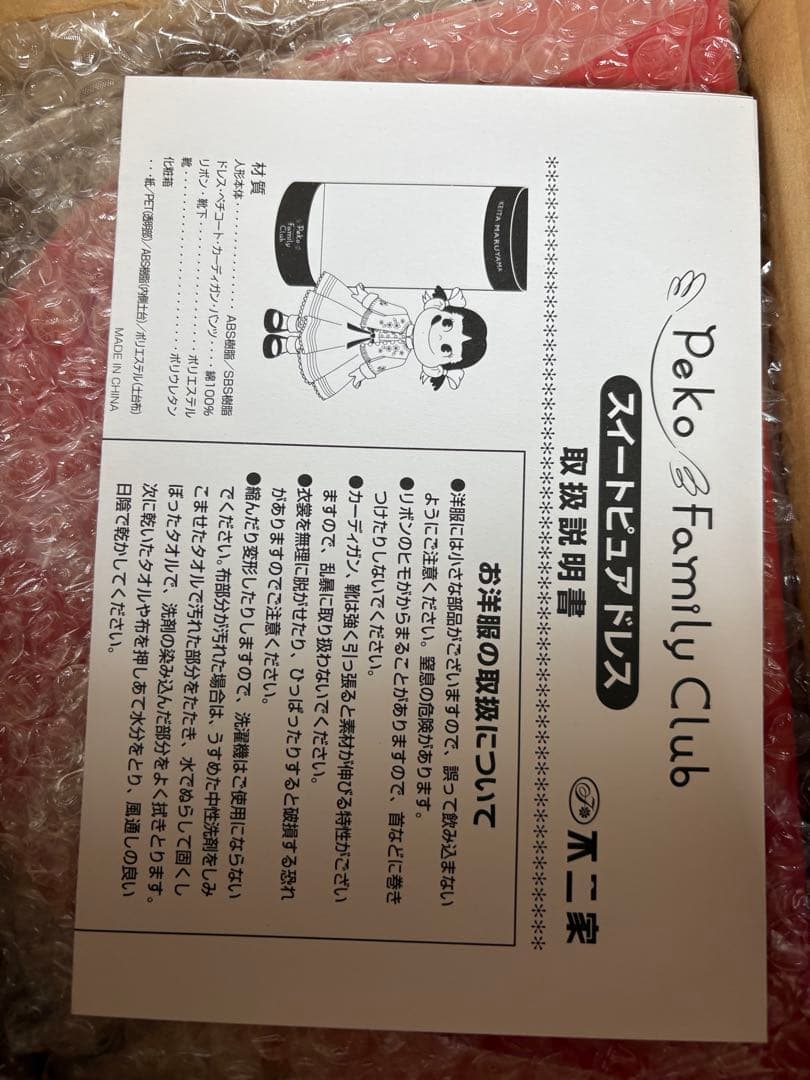 Peko Family Club
スイートピュアドレス
取扱説明書
不二家
KEITA MARUYAMA
Peko Family Club
材質
人形本体・・・・・・・・・・・・・ABS樹脂／SBS樹脂
ドレス・ペチコート・カーディガン・パンツ・・・・綿100%
リボン・靴下・・・・・・・・・・・・・・・ポリエステル
靴・・・・・・・・・・・・・・・・・・・ポリウレタン
化粧箱
・・・紙／PET(透明部)／ABS樹脂(内側土台)／ポリエステル(土台布)
MADE IN CHINA
お洋服の取扱について
●洋服には小さな部品がございますので、誤って飲み込まない
ようにご注意ください。窒息の危険があります。
●リボンのヒモがからまることがありますので、首などに巻き
つけたりしないでください。
●カーディガン、靴は強く引っ張ると素材が伸びる特性がござい
ますので、乱暴に取り扱わないでください。
●衣装を無理に脱がせたり、ひっぱったりすると破損する恐れ
がありますのでご注意ください。
●縮んだり変形したりしますので、洗濯機はご使用にならない
でください。布部分が汚れた場合は、うすめた中性洗剤をしみ
こませたタオルで汚れた部分をたたき、水でぬらして固くし
ぼったタオルで、洗剤の染み込んだ部分をよく拭きとります。
次に乾いたタオルや布を押しあて水分をとり、風通しの良い
日陰で乾かしてください。